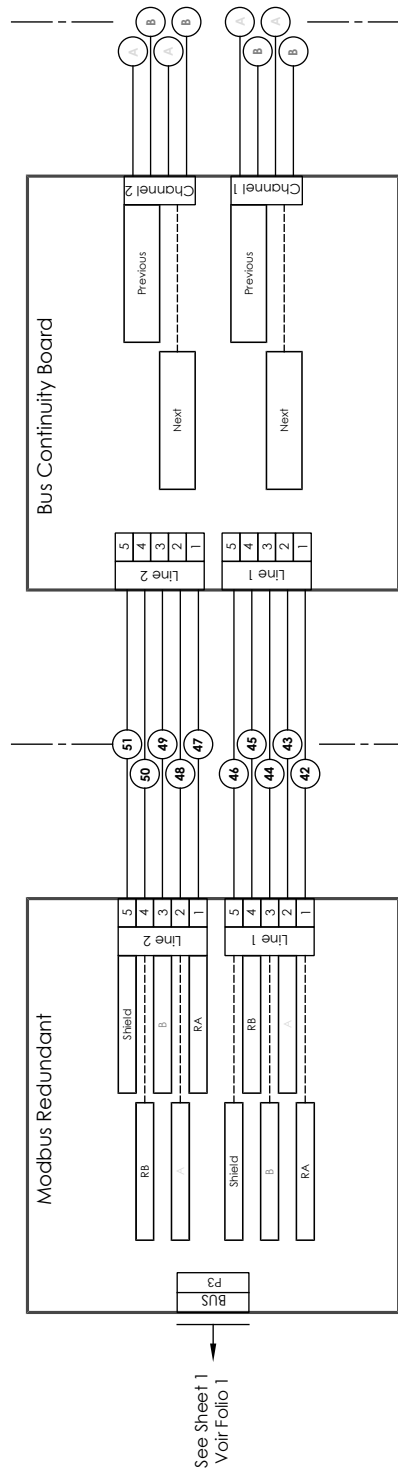 A
B
A
B
A
B
A
B
Channel 2
Channel 1
Previous
Next
Previous
Next
Bus Continuity Board
5
4
3
2
1
Line 2
5
4
3
2
1
Line 1
51
50
49
48
47
46
45
44
43
42
5
4
3
2
1
Line 2
5
4
3
2
1
Line 1
Modbus Redundant
Shield
RB
B
A
RA
Shield
RB
B
A
RA
P3
BUS
See Sheet 1
Voir Folio 1